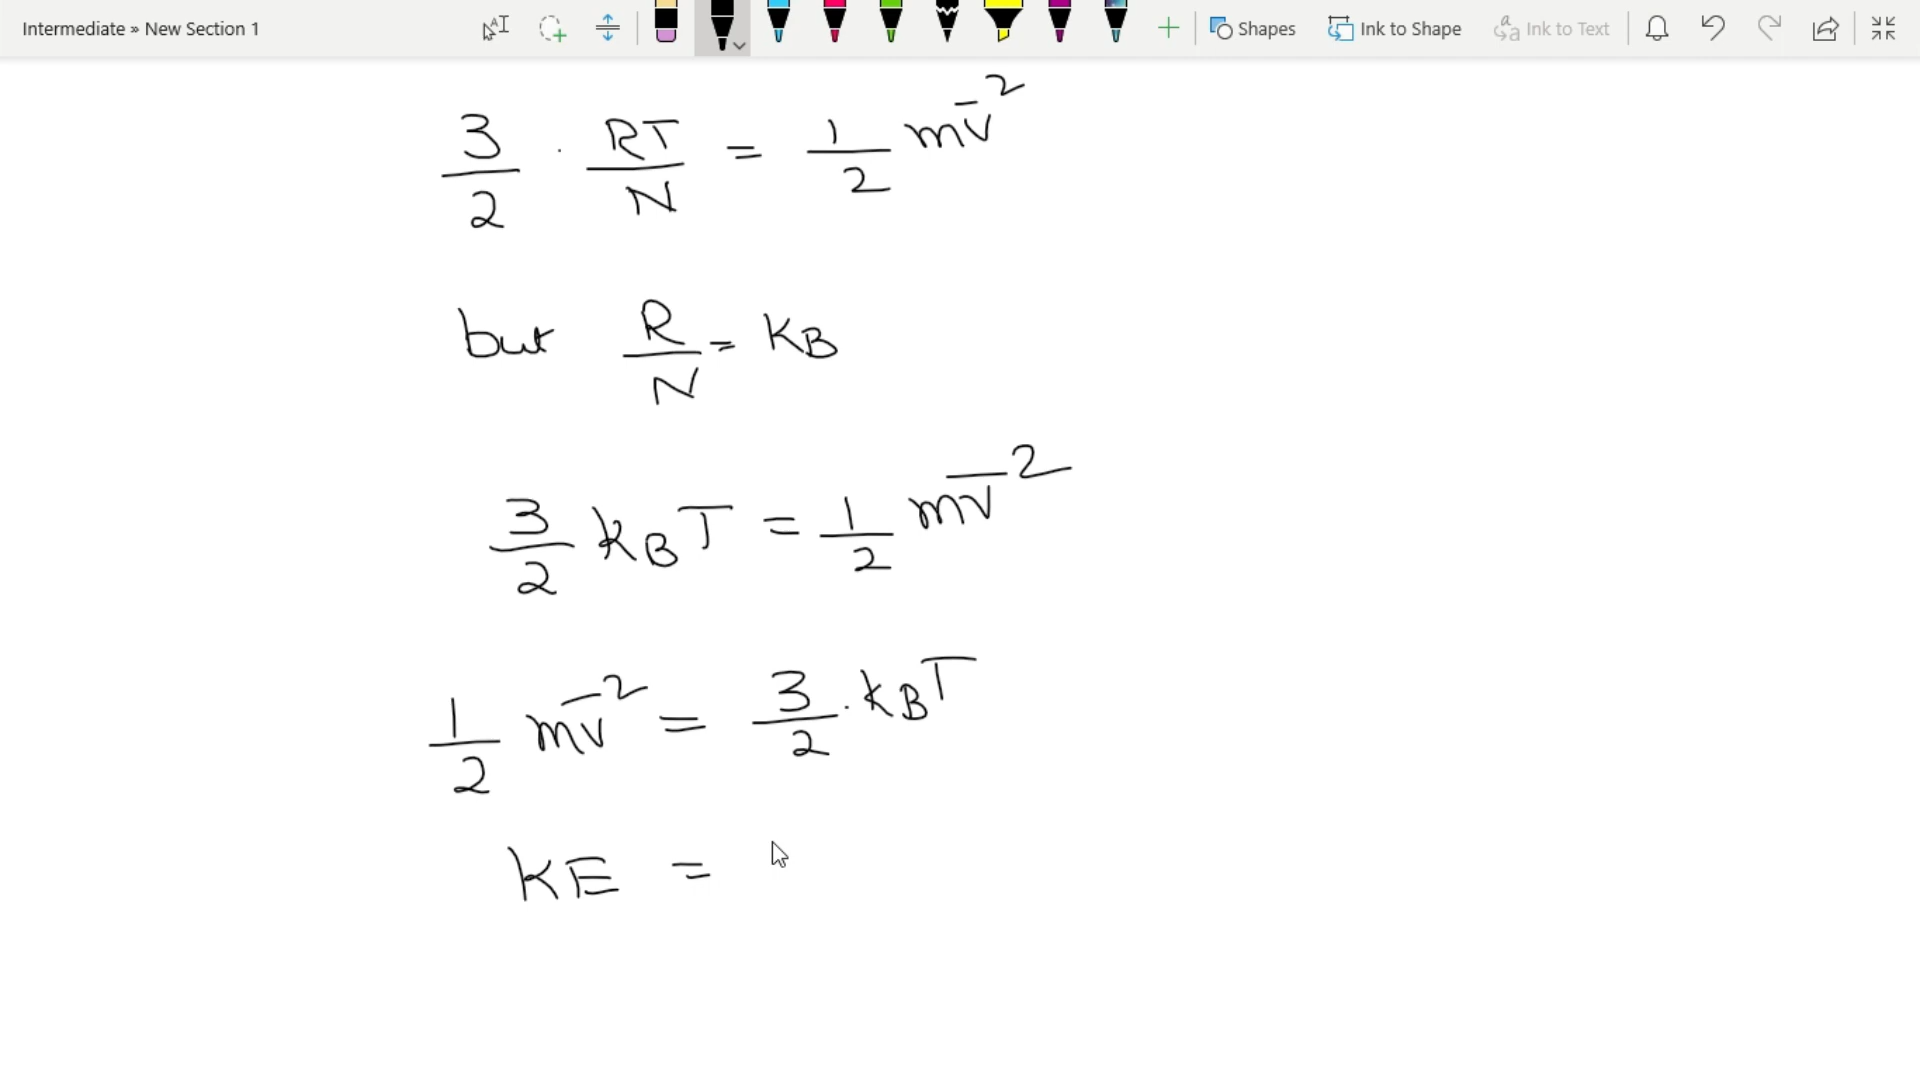 Intermediate » New Section 1 Shapes Ink to Shape Ink to Text
3/2 · RT/N = 1/2 mv̄²
but R/N = KB
3/2 KBT = 1/2 mv̄²
1/2 mv̄² = 3/2 . KBT
KE =